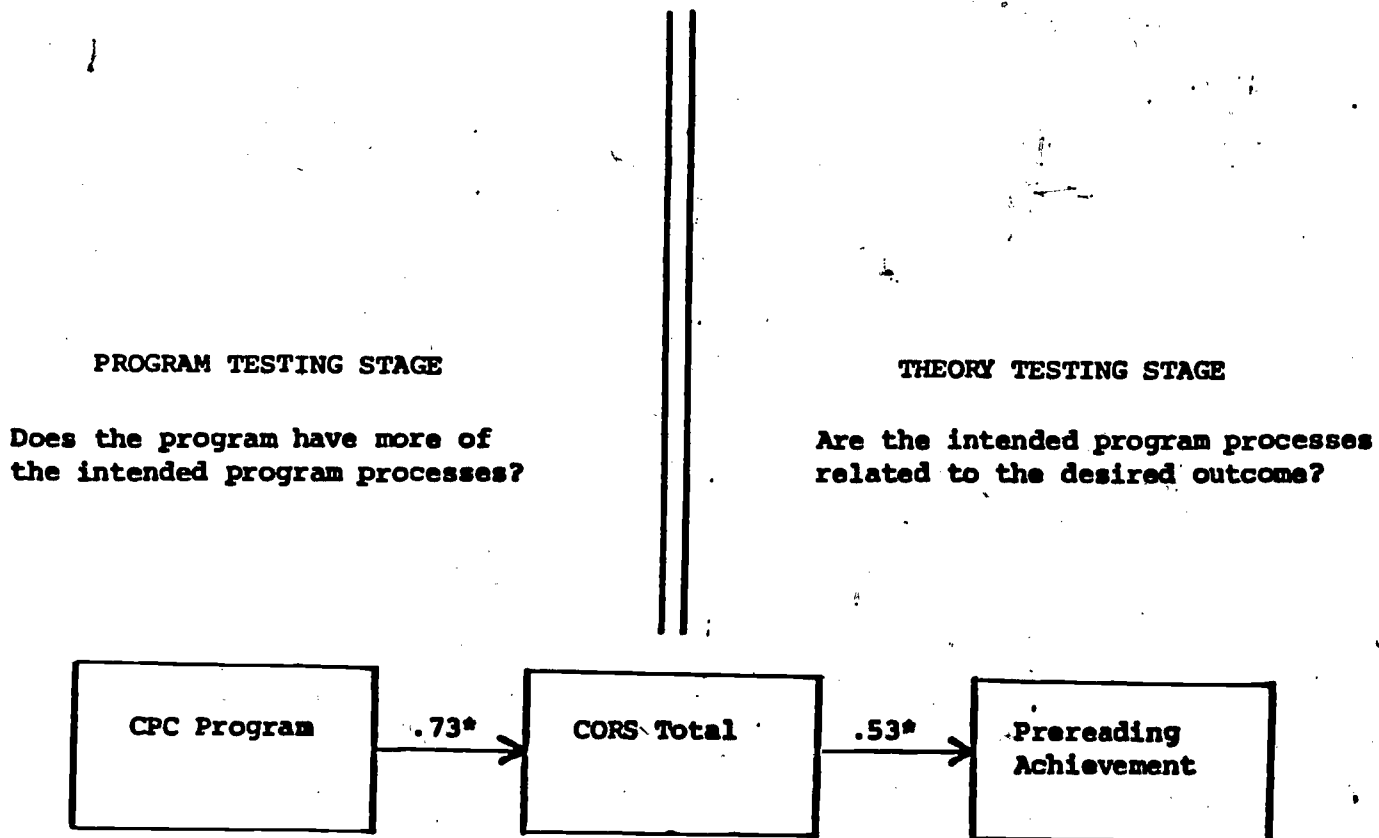 PROGRAM TESTING STAGE
Does the program have more of
the intended program processes?
THEORY TESTING STAGE
Are the intended program processes
related to the desired outcome?
CPC Program
.73*
CORS Total
.53*
Prereading
Achievement